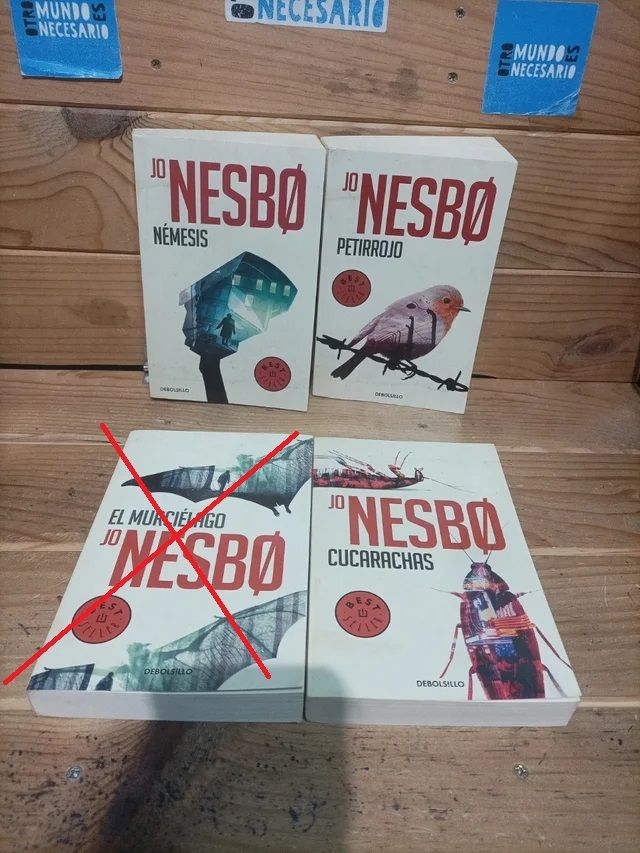 OTRO
MUNDO
ES
NECESARIO
NECESARIO
OTRO
MUNDO
ES
NECESARIO
JO
NESBØ
NÉMESIS
BEST
SELLER
DEBOLSILLO
JO
NESBØ
PETIRROJO
BEST
SELLER
DEBOLSILLO
EL MURCIÉLAGO
JO
NESBØ
BEST
SELLER
DEBOLSILLO
JO
NESBØ
CUCARACHAS
BEST
SELLER
DEBOLSILLO